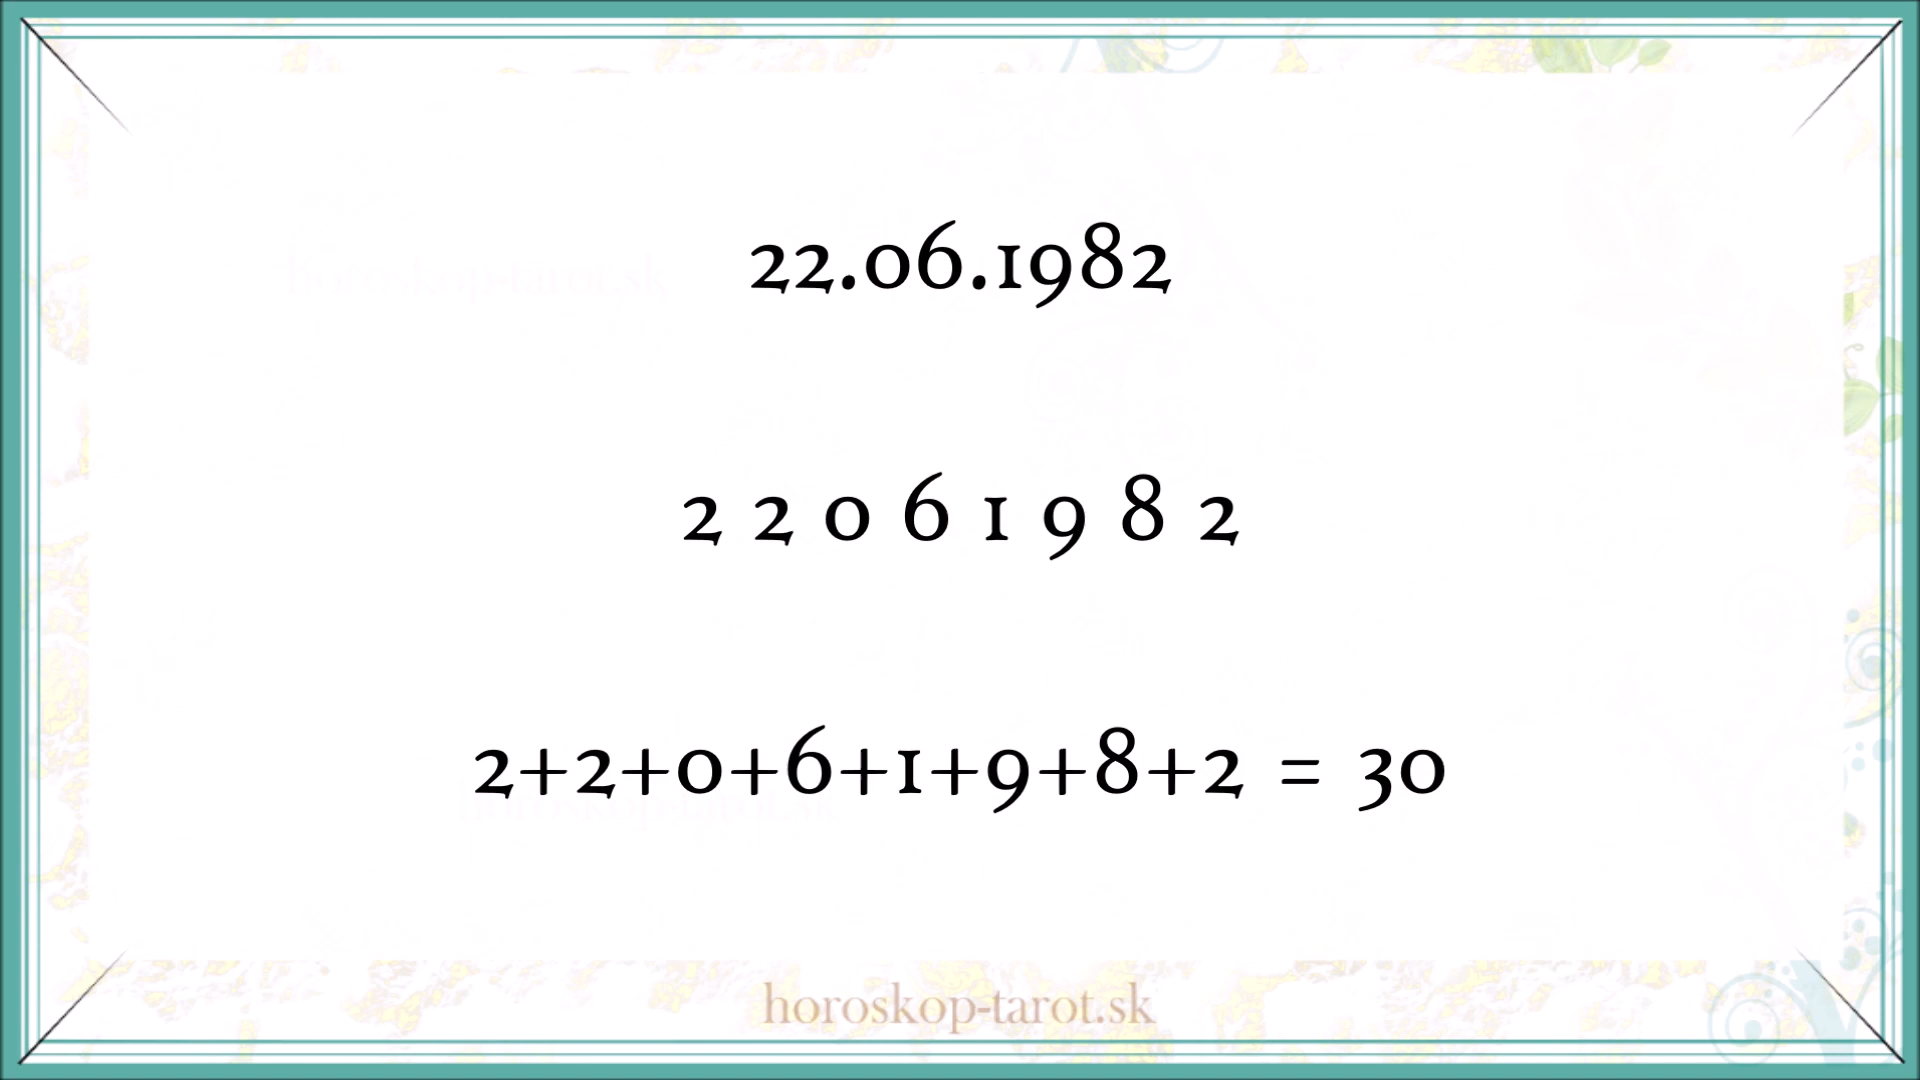 22.06.1982
2 2 0 6 1 9 8 2
2+2+0+6+1+9+8+2 = 30
horoskop-tarot.sk